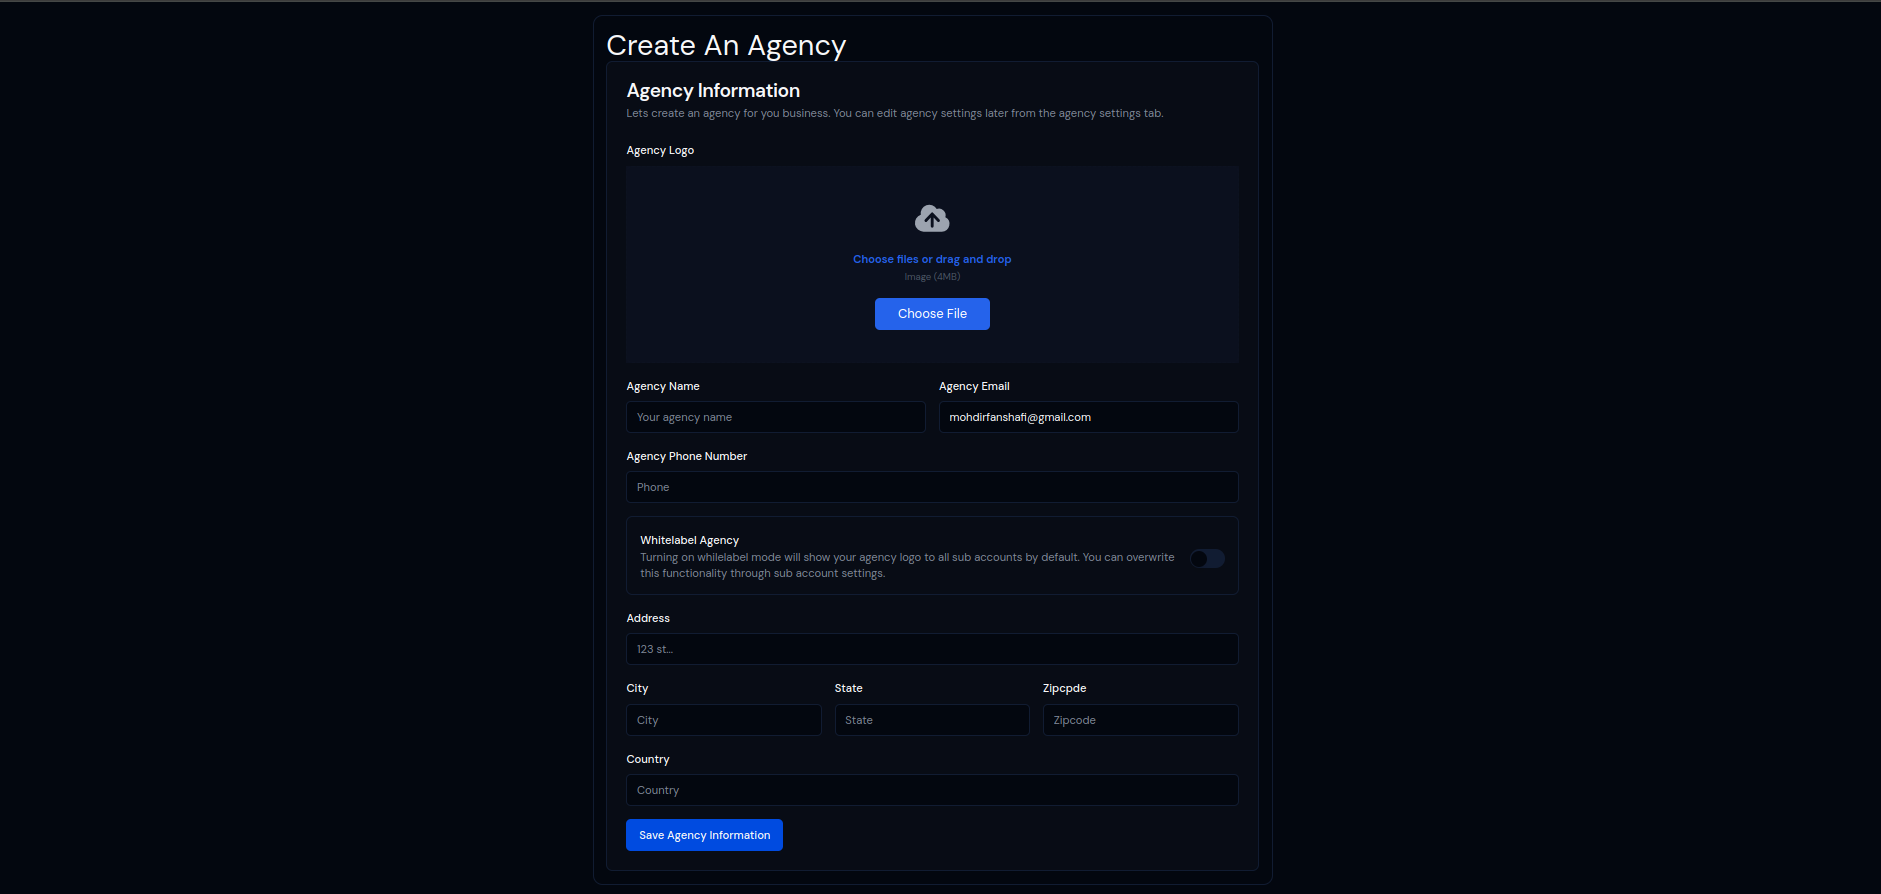 Create An Agency
Agency Information
Lets create an agency for you business. You can edit agency settings later from the agency settings tab.
Agency Logo
Choose files or drag and drop
Image (4MB)
Choose File
Agency Name
Agency Email
Your agency name
mohdirfanshafi@gmail.com
Agency Phone Number
Phone
Whitelabel Agency
Turning on whilelabel mode will show your agency logo to all sub accounts by default. You can overwrite
this functionality through sub account settings.
Address
123 st...
City
State
Zipcpde
City
State
Zipcode
Country
Country
Save Agency Information